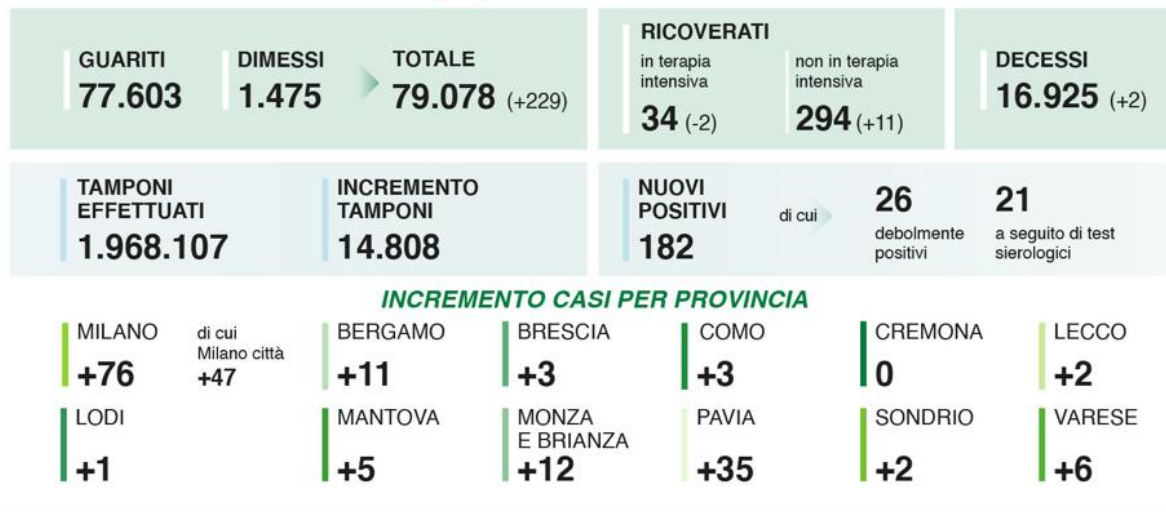 GUARITI
77.603
DIMESSI
1.475
TOTALE
79.078 (+229)
RICOVERATI
in terapia
intensiva
34 (-2)
non in terapia
intensiva
294 (+11)
DECESSI
16.925 (+2)
TAMPONI
EFFETTUATI
1.968.107
INCREMENTO
TAMPONI
14.808
NUOVI
POSITIVI
182
di cui
26
debolmente
positivi
21
a seguito di test
sierologici
INCREMENTO CASI PER PROVINCIA
MILANO
+76
di cui
Milano città
+47
BERGAMO
+11
BRESCIA
+3
COMO
+3
CREMONA
0
LECCO
+2
LODI
+1
MANTOVA
+5
MONZA
E BRIANZA
+12
PAVIA
+35
SONDRIO
+2
VARESE
+6